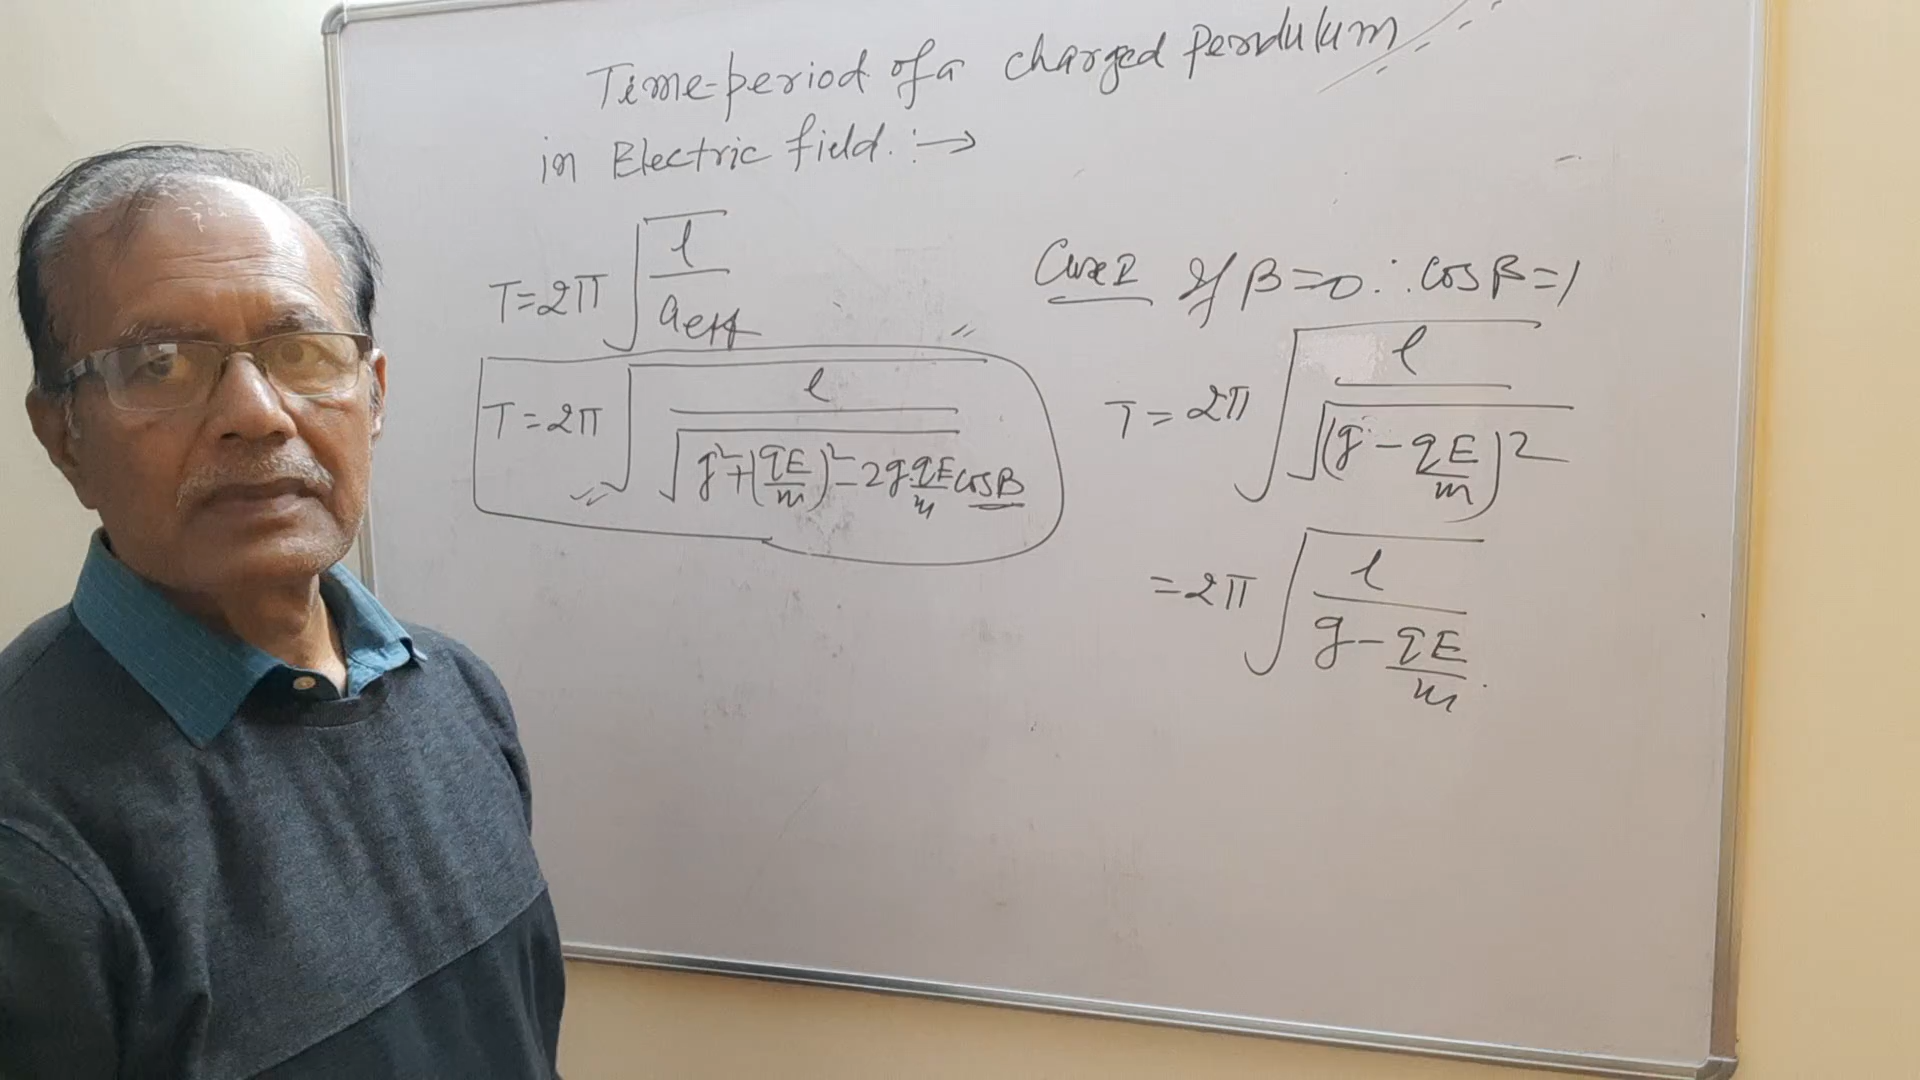 Time-period of a charged pendulum
in Electric field :→
T=2π√(l/aeff)
T=2π√(l/√(g²+(qE/m)²-2g.qE/m cosβ))
Case I If β=0 ∴ cosβ=1
T=2π√(l/√((g-qE/m)²))
=2π√(l/(g-qE/m))